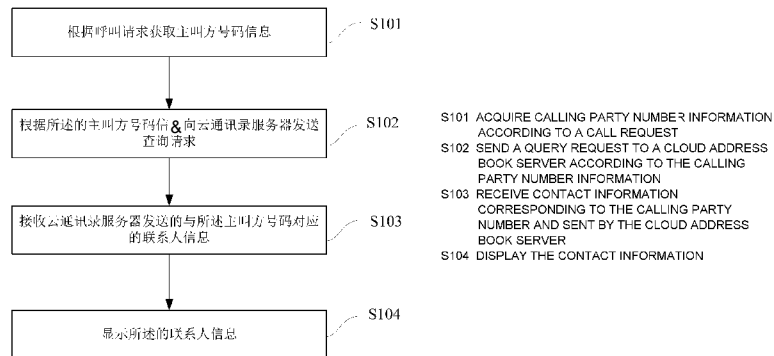 根据呼叫请求获取主叫方号码信息
S101
根据所述的主叫方号码信&向云通讯录服务器发送
查询请求
S102
接收云通讯录服务器发送的与所述主叫方号码对应
的联系人信息
S103
显示所述的联系人信息
S104
S101 ACQUIRE CALLING PARTY NUMBER INFORMATION
ACCORDING TO A CALL REQUEST
S102 SEND A QUERY REQUEST TO A CLOUD ADDRESS
BOOK SERVER ACCORDING TO THE CALLING
PARTY NUMBER INFORMATION
S103 RECEIVE CONTACT INFORMATION
CORRESPONDING TO THE CALLING PARTY
NUMBER AND SENT BY THE CLOUD ADDRESS
BOOK SERVER
S104 DISPLAY THE CONTACT INFORMATION